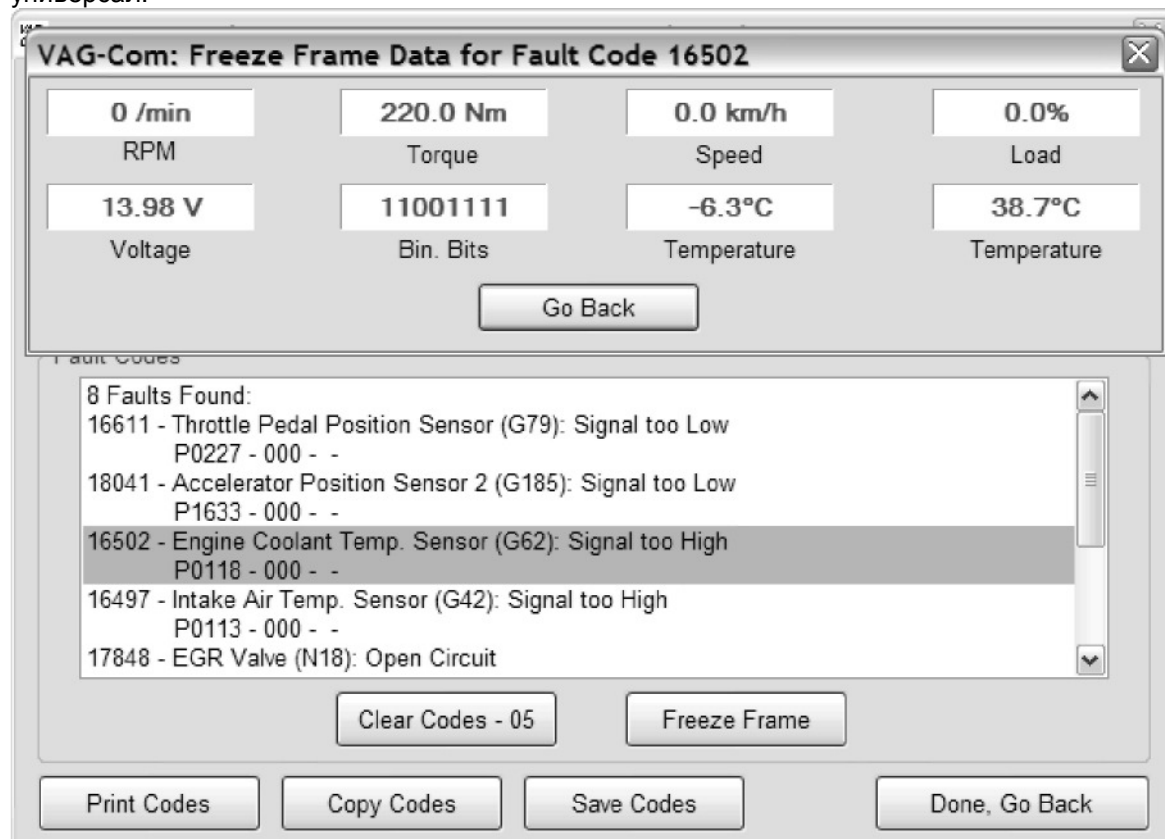 универсал.
VAG-Com: Freeze Frame Data for Fault Code 16502
0 /min 220.0 Nm 0.0 km/h 0.0%
RPM Torque Speed Load
13.98 V 11001111 -6.3°C 38.7°C
Voltage Bin. Bits Temperature Temperature
Go Back
Fault Codes
8 Faults Found:
16611 - Throttle Pedal Position Sensor (G79): Signal too Low
P0227 - 000 - -
18041 - Accelerator Position Sensor 2 (G185): Signal too Low
P1633 - 000 - -
16502 - Engine Coolant Temp. Sensor (G62): Signal too High
P0118 - 000 - -
16497 - Intake Air Temp. Sensor (G42): Signal too High
P0113 - 000 - -
17848 - EGR Valve (N18): Open Circuit
Clear Codes - 05 Freeze Frame
Print Codes Copy Codes Save Codes Done, Go Back